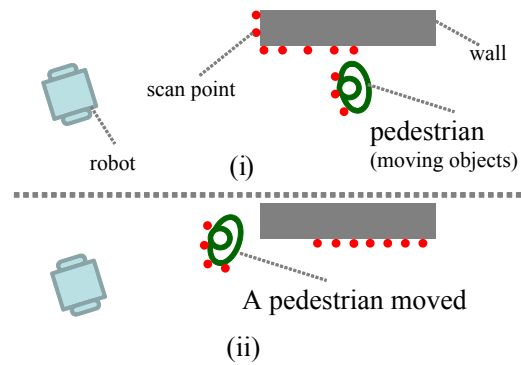 wall
scan point
pedestrian
(moving objects)
robot
(i)
A pedestrian moved
(ii)